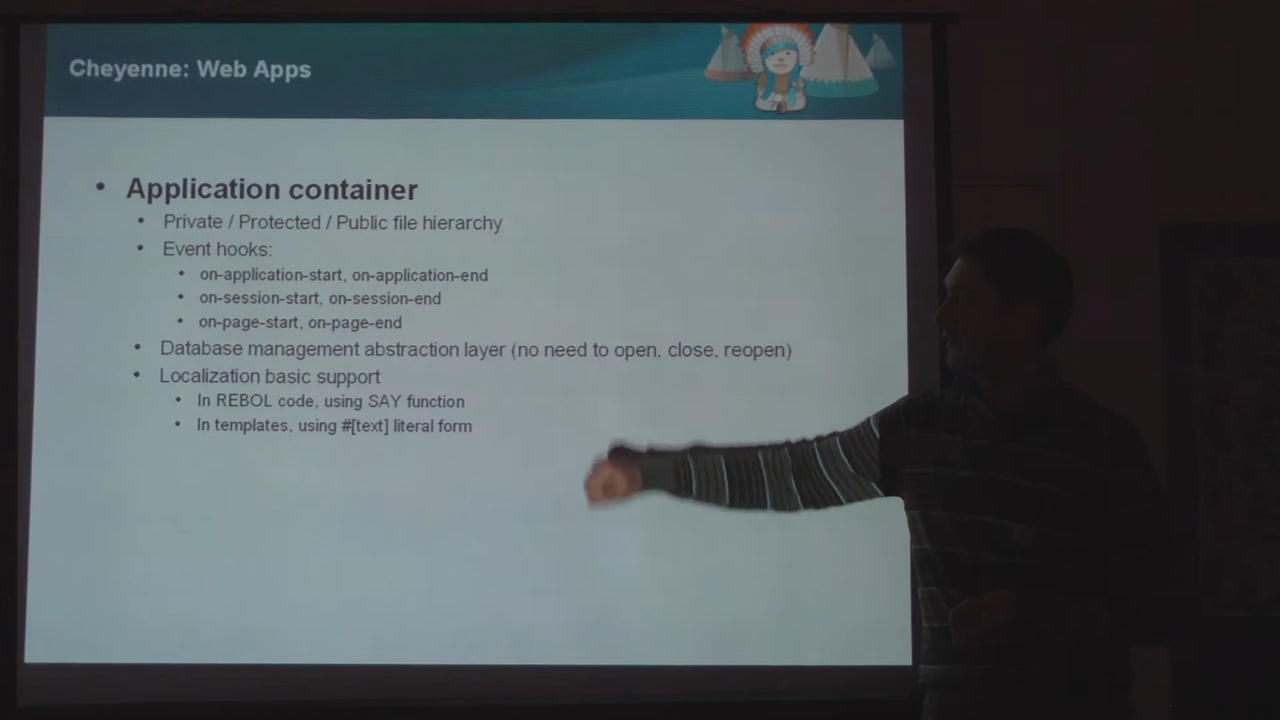 Cheyenne: Web Apps
• Application container
• Private / Protected / Public file hierarchy
• Event hooks:
• on-application-start, on-application-end
• on-session-start, on-session-end
• on-page-start, on-page-end
• Database management abstraction layer (no need to open, close, reopen)
• Localization basic support
• In REBOL code, using SAY function
• In templates, using #[text] literal form